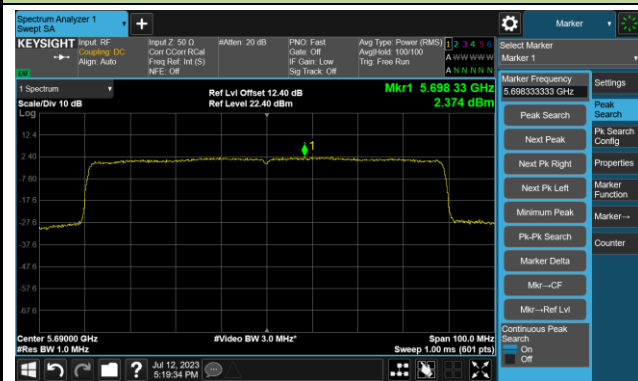 Spectrum Analyzer 1
Swept SA
+
Marker
KEYSIGHT
Input: RF
Coupling: DC
Align: Auto
Input Z: 50 Ω
Corr CCorr RCal
Freq Ref: Int (S)
NFE: Off
#Atten: 20 dB
PNO: Fast
Gate: Off
IF Gain: Low
Sig Track: Off
Avg Type: Power (RMS)
Avg|Hold: 100/100
Trig: Free Run
1 2 3 4 5 6
A W W W W W
A N N N N N
Select Marker
Marker 1
1 Spectrum
Scale/Div 10 dB
Log
Ref Lvl Offset 12.40 dB
Ref Level 22.40 dBm
Mkr1 5.698 33 GHz
2.374 dBm
12.4
2.40
-7.60
-17.6
-27.6
-37.6
-47.6
-57.6
-67.6
1
Center 5.69000 GHz
#Res BW 1.0 MHz
#Video BW 3.0 MHz*
Span 100.0 MHz
Sweep 1.00 ms (601 pts)
Marker Frequency
5.698333333 GHz
Peak Search
Next Peak
Next Pk Right
Next Pk Left
Minimum Peak
Pk-Pk Search
Marker Delta
Mkr→CF
Mkr→Ref Lvl
Continuous Peak
Search
On
Off
Settings
Peak
Search
Pk Search
Config
Properties
Marker
Function
Marker→
Counter
?
Jul 12, 2023
5:19:34 PM